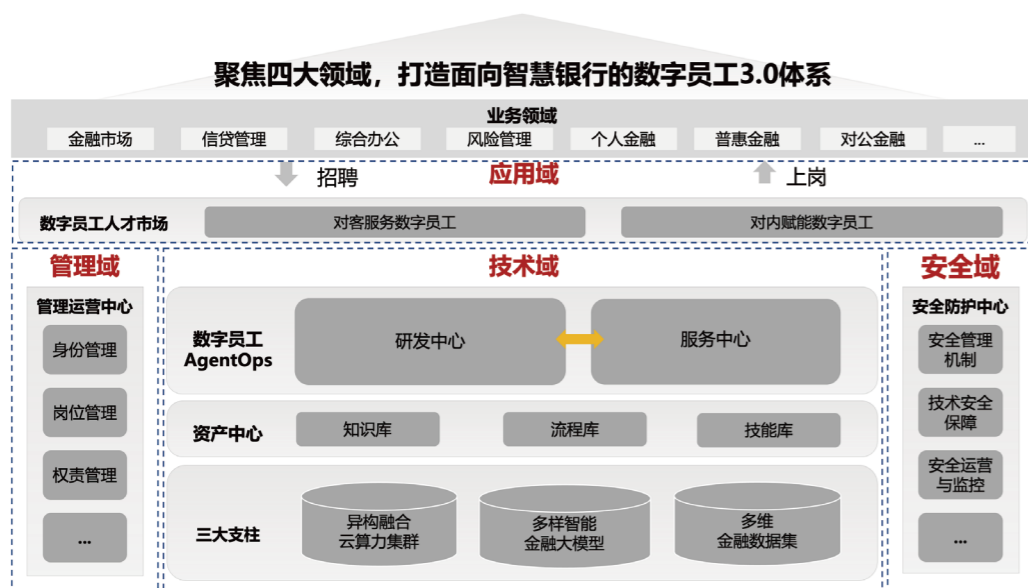 聚焦四大领域，打造面向智慧银行的数字员工3.0体系
业务领域
金融市场
信贷管理
综合办公
风险管理
个人金融
普惠金融
对公金融
...
招聘
应用域
上岗
数字员工人才市场
对客服务数字员工
对内赋能数字员工
管理域
管理运营中心
身份管理
岗位管理
权责管理
...
技术域
数字员工
AgentOps
研发中心
服务中心
资产中心
知识库
流程库
技能库
三大支柱
异构融合
云算力集群
多样智能
金融大模型
多维
金融数据集
安全域
安全防护中心
安全管理
机制
技术安全
保障
安全运营
与监控
...